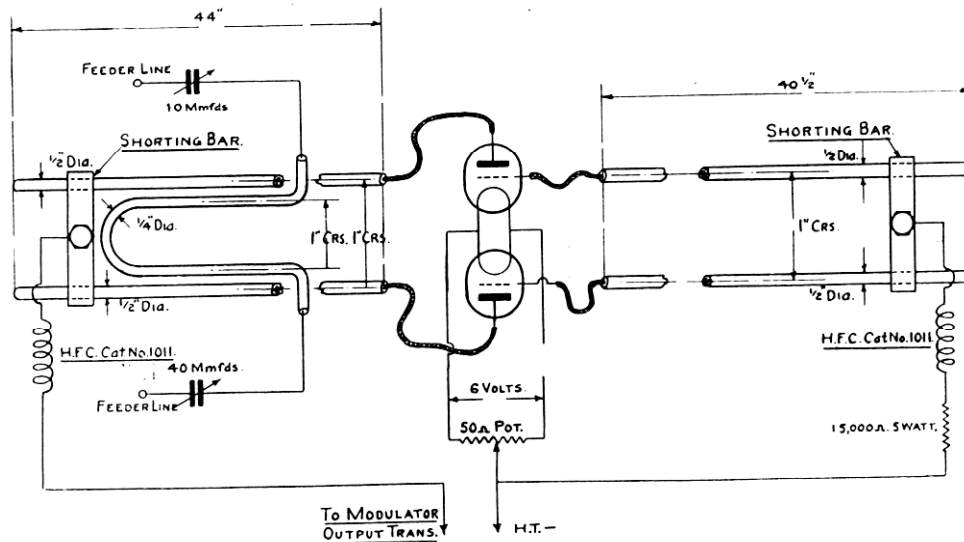 44"
FEEDER LINE
10 Mmfds
40 ½"
SHORTING BAR.
½" DIA.
SHORTING BAR.
½ DIA.
¼" DIA.
1" CRS.
1" CRS.
1" CRS
½" DIA.
½" DIA.
H.F.C. Cat No. 1011.
H.F.C. Cat No. 1011.
40 Mmfds.
FEEDER LINE
6 VOLTS.
50Ω POT.
15,000Ω. 5 WATT.
TO MODULATOR
OUTPUT TRANS.
H.T. –